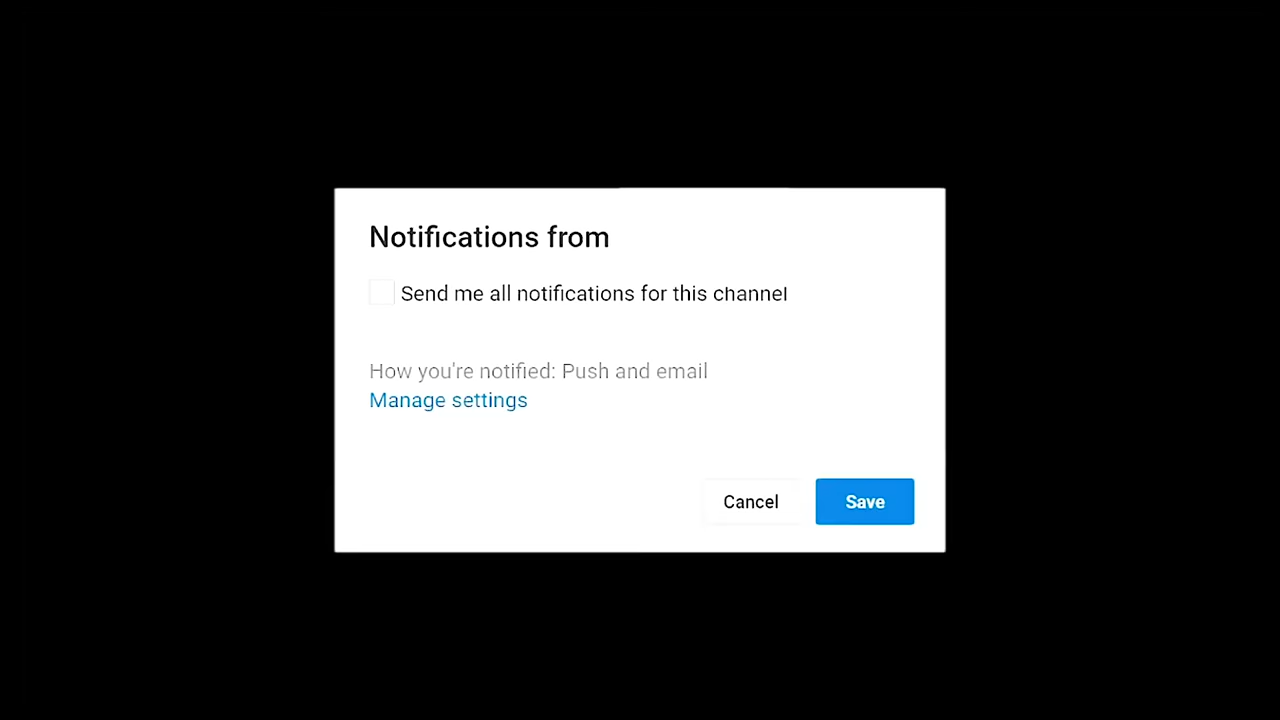 Notifications from
Send me all notifications for this channel
How you're notified: Push and email
Manage settings
Cancel
Save